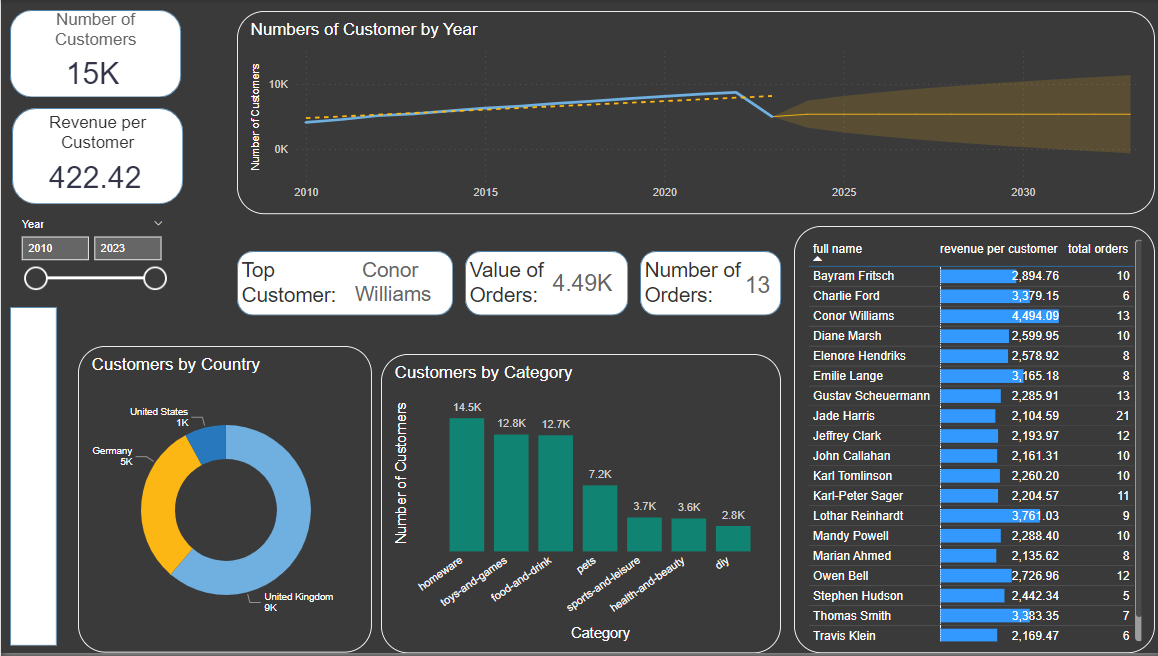 Number of
Customers
15K
Revenue per
Customer
422.42
Year
2010 2023
Numbers of Customer by Year
Number of Customers
10K
0K
2010 2015 2020 2025 2030
Top
Customer:
Conor
Williams
Value of
Orders:
4.49K
Number of
Orders:
13
Customers by Country
United States
1K
Germany
5K
United Kingdom
9K
Customers by Category
Number of Customers
14.5K
12.8K
12.7K
7.2K
3.7K
3.6K
2.8K
homeware
toys-and-games
food-and-drink
pets
sports-and-leisure
health-and-beauty
diy
Category
full name revenue per customer total orders
Bayram Fritsch 2,894.76 10
Charlie Ford 3,379.15 6
Conor Williams 4,494.09 13
Diane Marsh 2,599.95 10
Elenore Hendriks 2,578.92 8
Emilie Lange 3,165.18 8
Gustav Scheuermann 2,285.91 13
Jade Harris 2,104.59 21
Jeffrey Clark 2,193.97 12
John Callahan 2,161.31 10
Karl Tomlinson 2,260.20 10
Karl-Peter Sager 2,204.57 11
Lothar Reinhardt 3,761.03 9
Mandy Powell 2,288.40 10
Marian Ahmed 2,135.62 8
Owen Bell 2,726.96 12
Stephen Hudson 2,442.34 5
Thomas Smith 3,383.35 7
Travis Klein 2,169.47 6